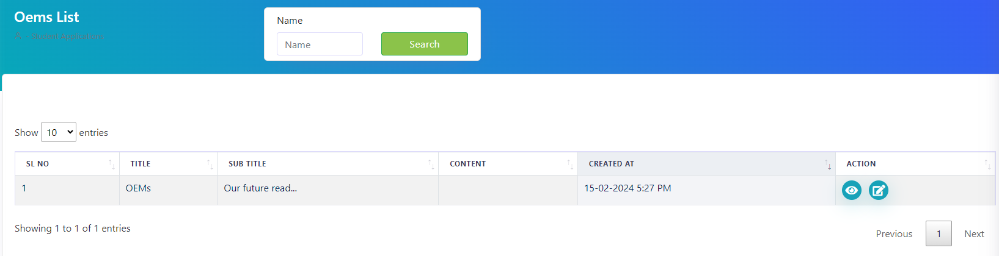 Oems List
Student Applications
Name
Name
Search
Show 10 entries
SL NO TITLE SUB TITLE CONTENT CREATED AT ACTION
1 OEMs Our future read... 15-02-2024 5:27 PM
Showing 1 to 1 of 1 entries
Previous 1 Next